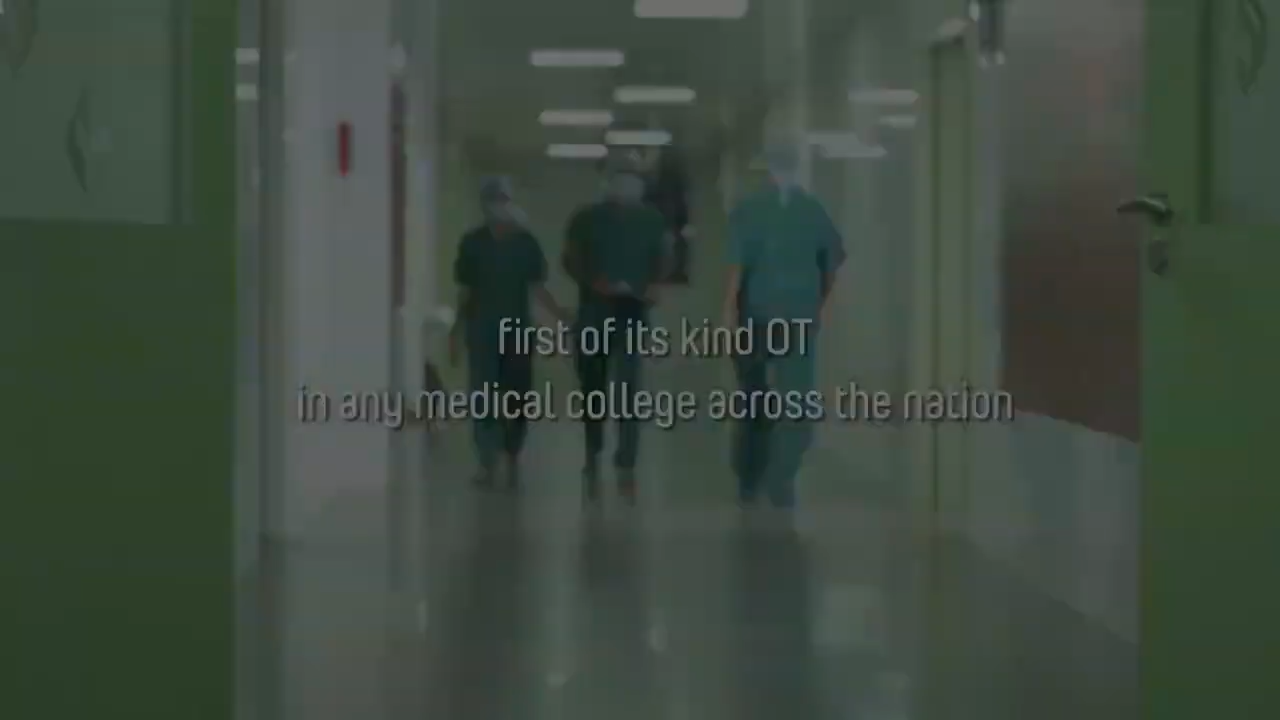 first of its kind OT
in any medical college across the nation